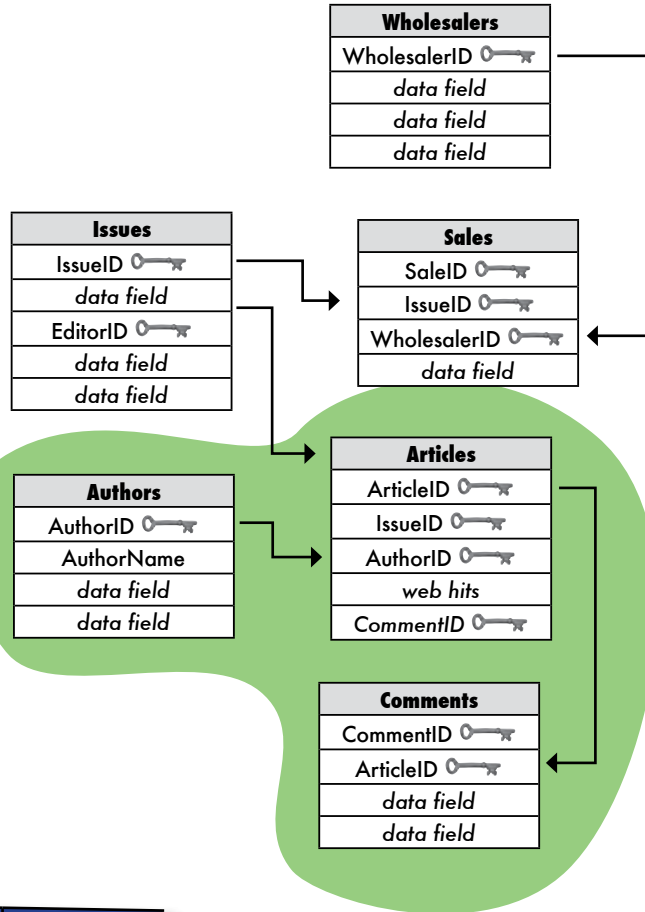 Wholesalers
WholesalerID
data field
data field
data field
Issues
IssueID
data field
EditorID
data field
data field
Sales
SaleID
IssueID
WholesalerID
data field
Authors
AuthorID
AuthorName
data field
data field
Articles
ArticleID
IssueID
AuthorID
web hits
CommentID
Comments
CommentID
ArticleID
data field
data field